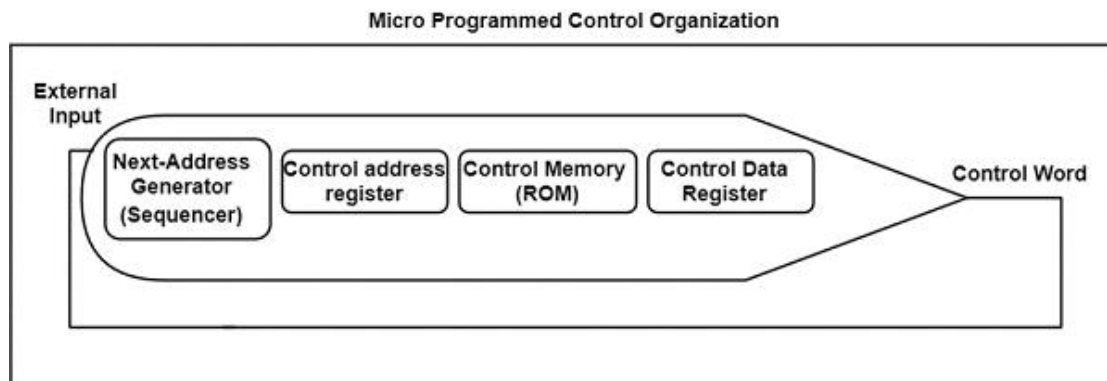 Micro Programmed Control Organization
External
Input
Next-Address
Generator
(Sequencer)
Control address
register
Control Memory
(ROM)
Control Data
Register
Control Word